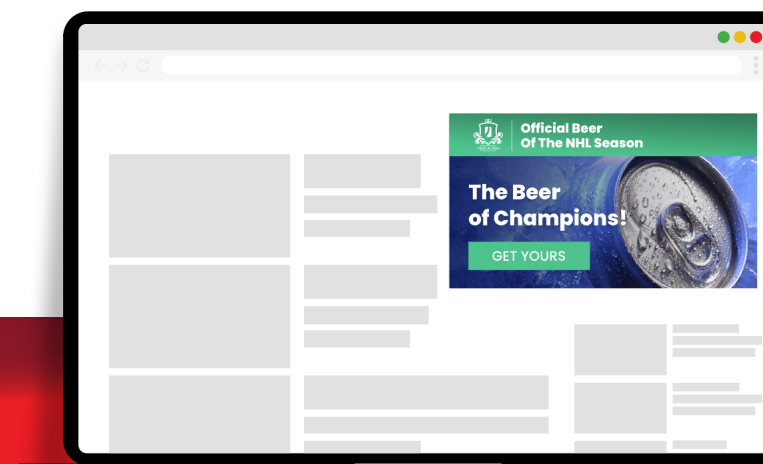 Official Beer
Of The NHL Season
The Beer
of Champions!
GET YOURS